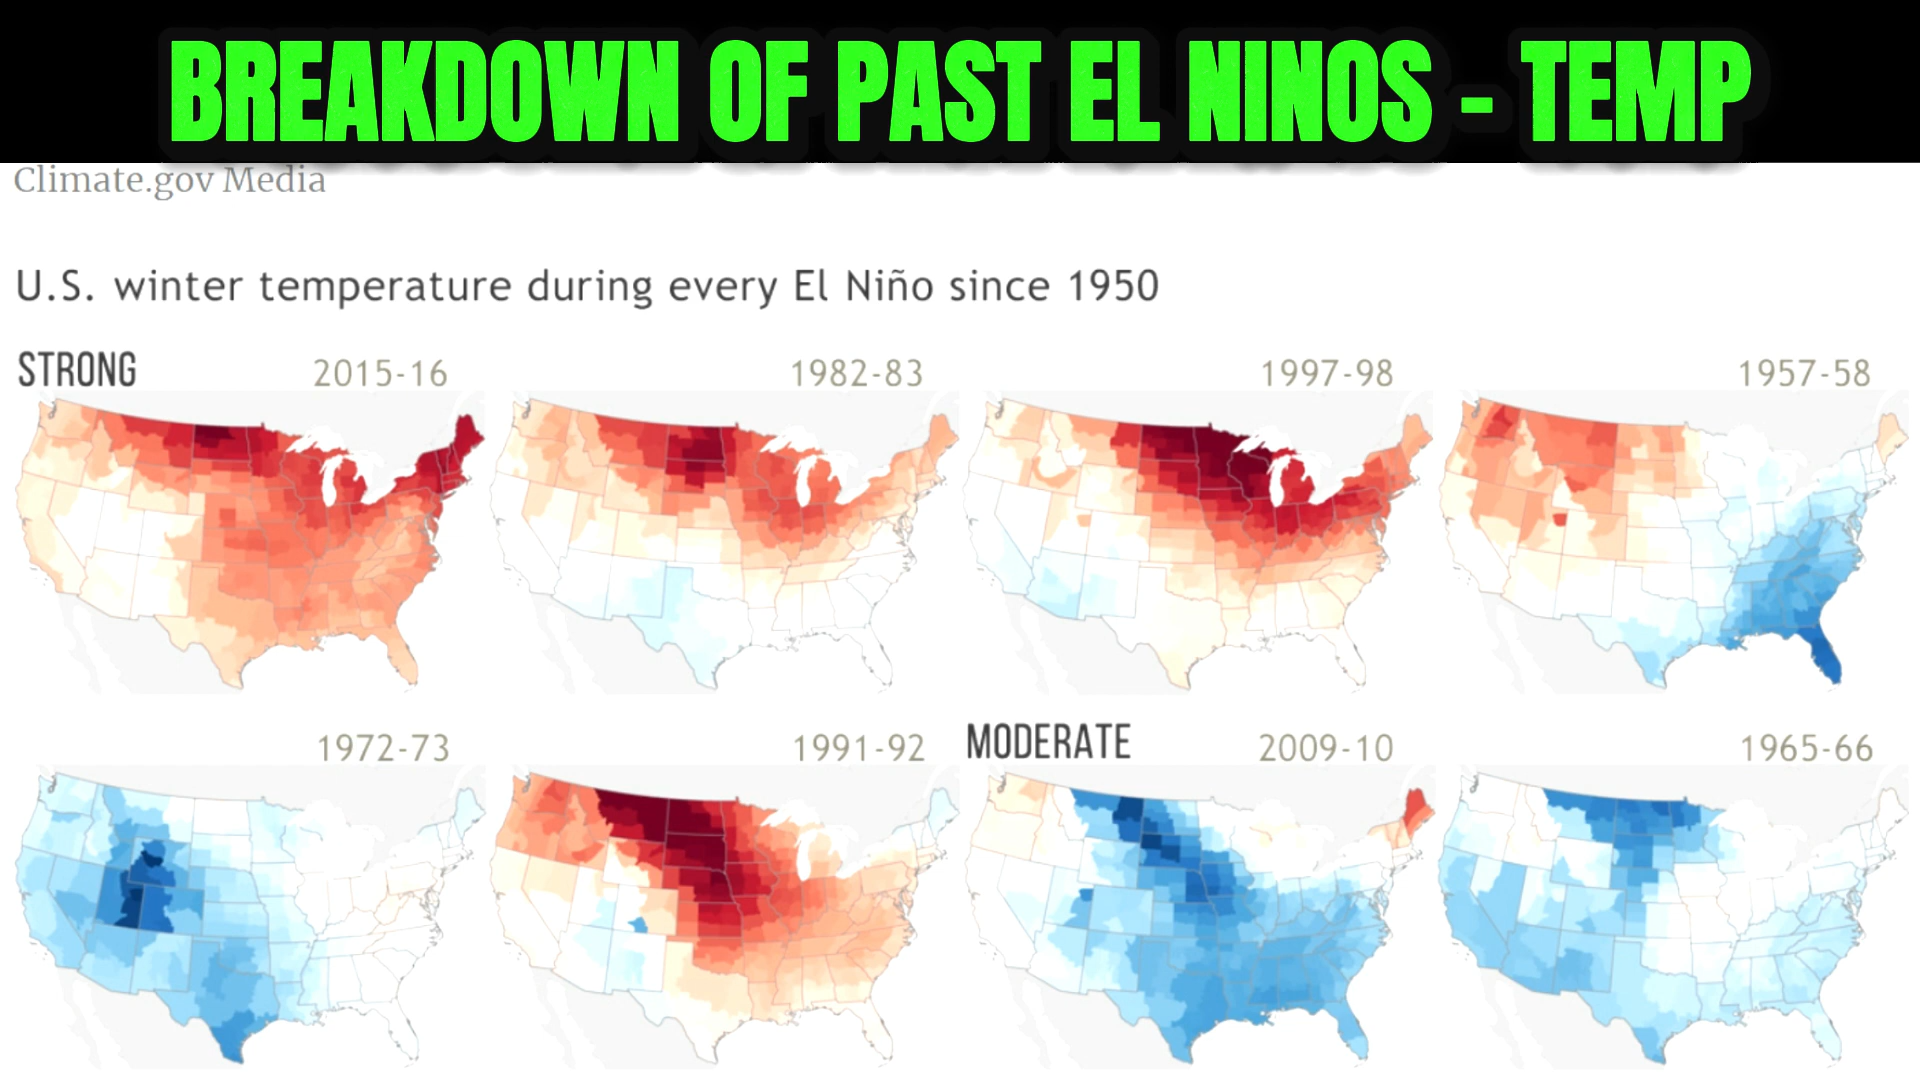 BREAKDOWN OF PAST EL NINOS - TEMP
Climate.gov Media
U.S. winter temperature during every El Niño since 1950
STRONG 2015-16 1982-83 1997-98 1957-58
1972-73 1991-92 MODERATE 2009-10 1965-66